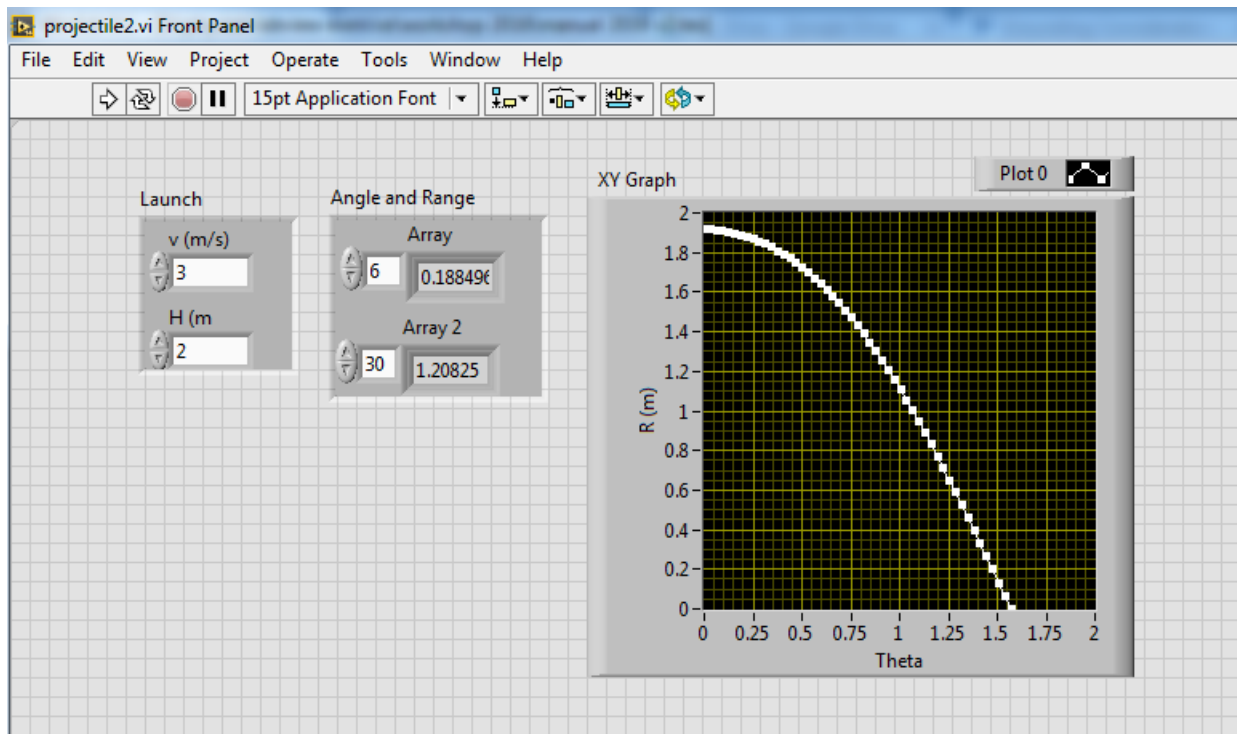 projectile2.vi Front Panel
File Edit View Project Operate Tools Window Help
15pt Application Font
Launch
v (m/s)
3
H (m
2
Angle and Range
Array
6 0.188496
Array 2
30 1.20825
XY Graph
Plot 0
R (m)
2
1.8
1.6
1.4
1.2
1
0.8
0.6
0.4
0.2
0
0 0.25 0.5 0.75 1 1.25 1.5 1.75 2
Theta